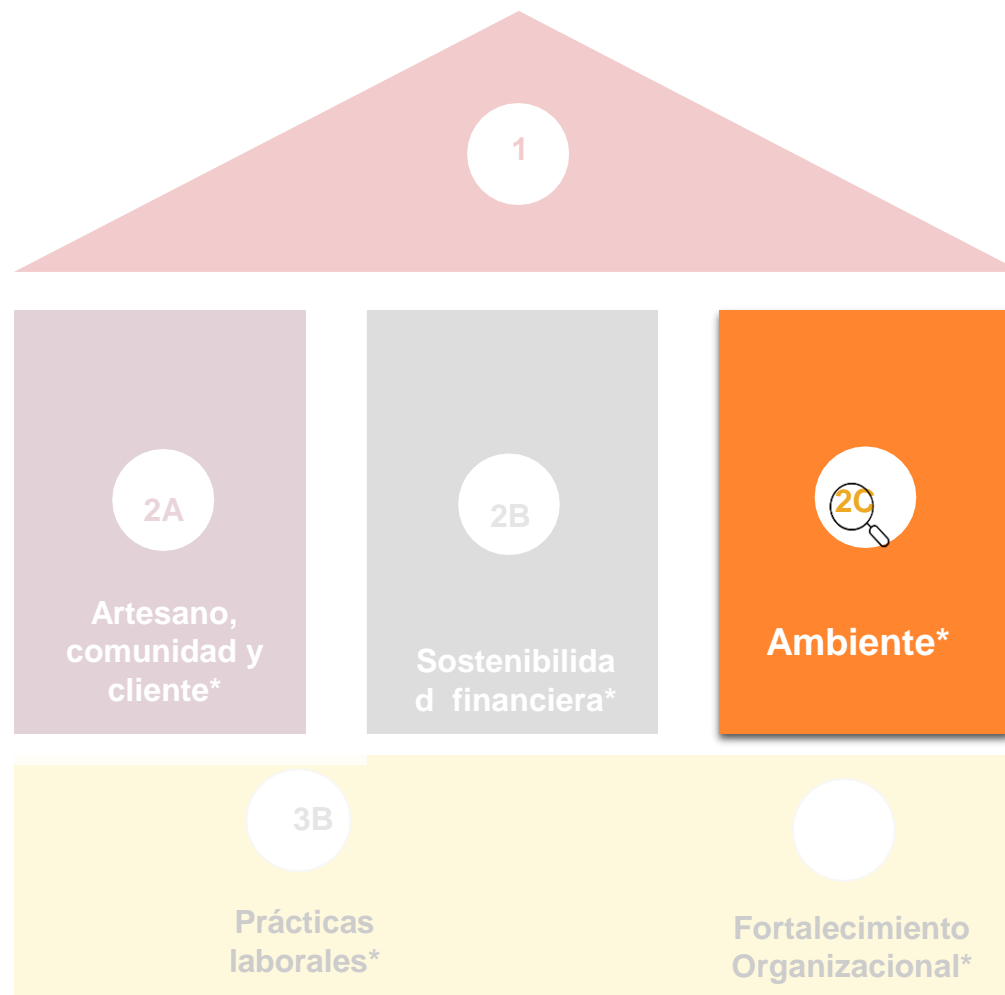 1
2A
Artesano,
comunidad y
cliente*
2B
Sostenibilida
d financiera*
2C
Ambiente*
3B
Prácticas
laborales*
Fortalecimiento
Organizacional*